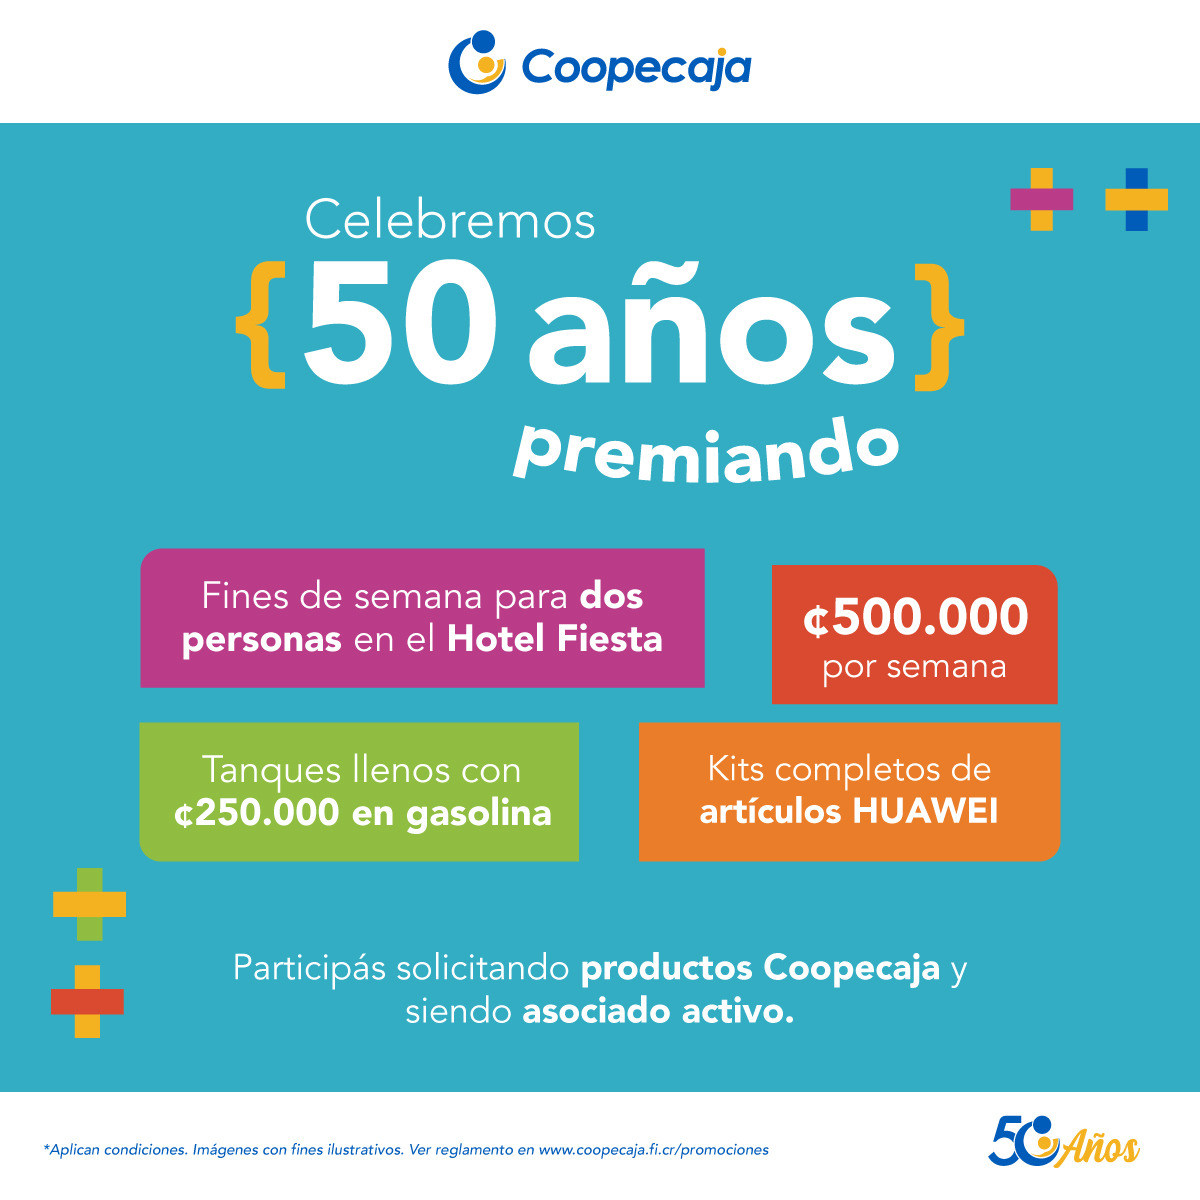 Coopecaja
Celebremos
{50 años}
premiando
Fines de semana para dos
personas en el Hotel Fiesta
¢500.000
por semana
Tanques llenos con
¢250.000 en gasolina
Kits completos de
artículos HUAWEI
Participás solicitando productos Coopecaja y
siendo asociado activo.
*Aplican condiciones. Imágenes con fines ilustrativos. Ver reglamento en www.coopecaja.fi.cr/promociones
50 Años